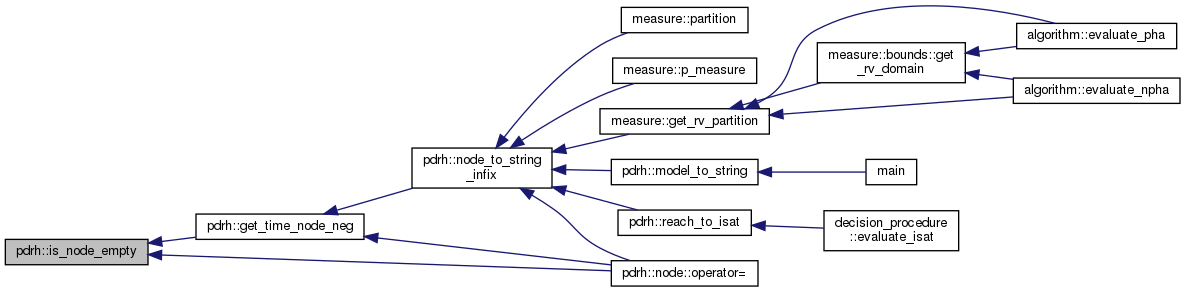 pdrh::is_node_empty
pdrh::get_time_node_neg
pdrh::node_to_string
_infix
measure::partition
measure::p_measure
measure::get_rv_partition
measure::bounds::get
_rv_domain
algorithm::evaluate_pha
algorithm::evaluate_npha
pdrh::model_to_string
main
pdrh::reach_to_isat
decision_procedure
::evaluate_isat
pdrh::node::operator=